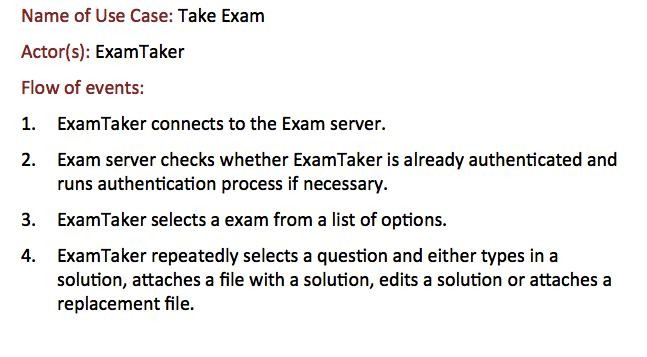 Name of Use Case: Take Exam
Actor(s): ExamTaker
Flow of events:
1. ExamTaker connects to the Exam server.
2. Exam server checks whether ExamTaker is already authenticated and
runs authentication process if necessary.
3. ExamTaker selects a exam from a list of options.
4. ExamTaker repeatedly selects a question and either types in a
solution, attaches a file with a solution, edits a solution or attaches a
replacement file.